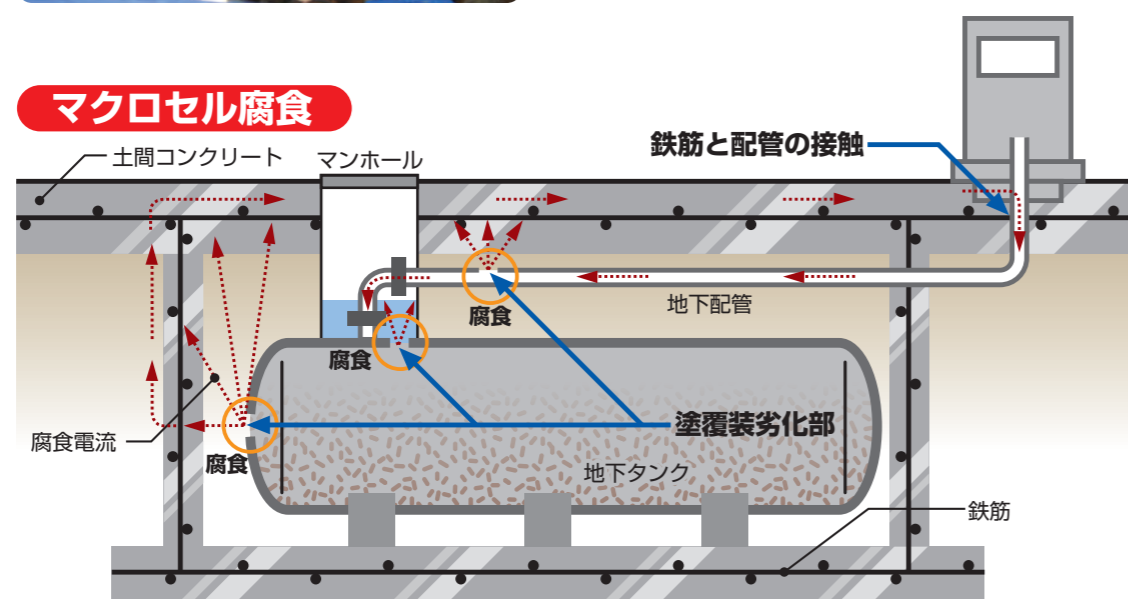 マクロセル腐食
土間コンクリート
マンホール
鉄筋と配管の接触
地下配管
腐食
腐食
塗覆装劣化部
腐食電流
腐食
地下タンク
鉄筋